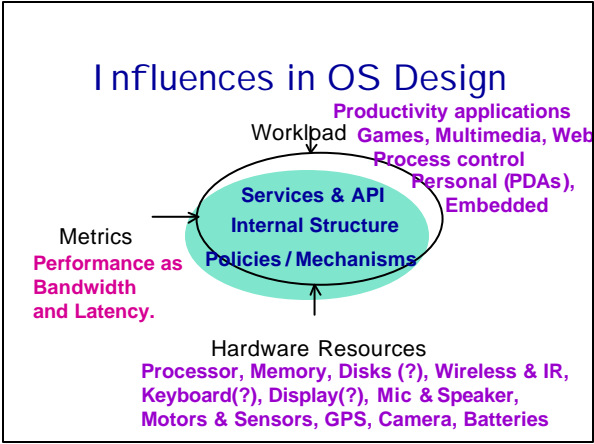 Influences in OS Design
Productivity applications
Workload
Games, Multimedia, Web
Process control
Personal (PDAs),
Embedded
Services & API
Internal Structure
Policies / Mechanisms
Metrics
Performance as
Bandwidth
and Latency.
Hardware Resources
Processor, Memory, Disks (?), Wireless & IR,
Keyboard(?), Display(?), Mic & Speaker,
Motors & Sensors, GPS, Camera, Batteries